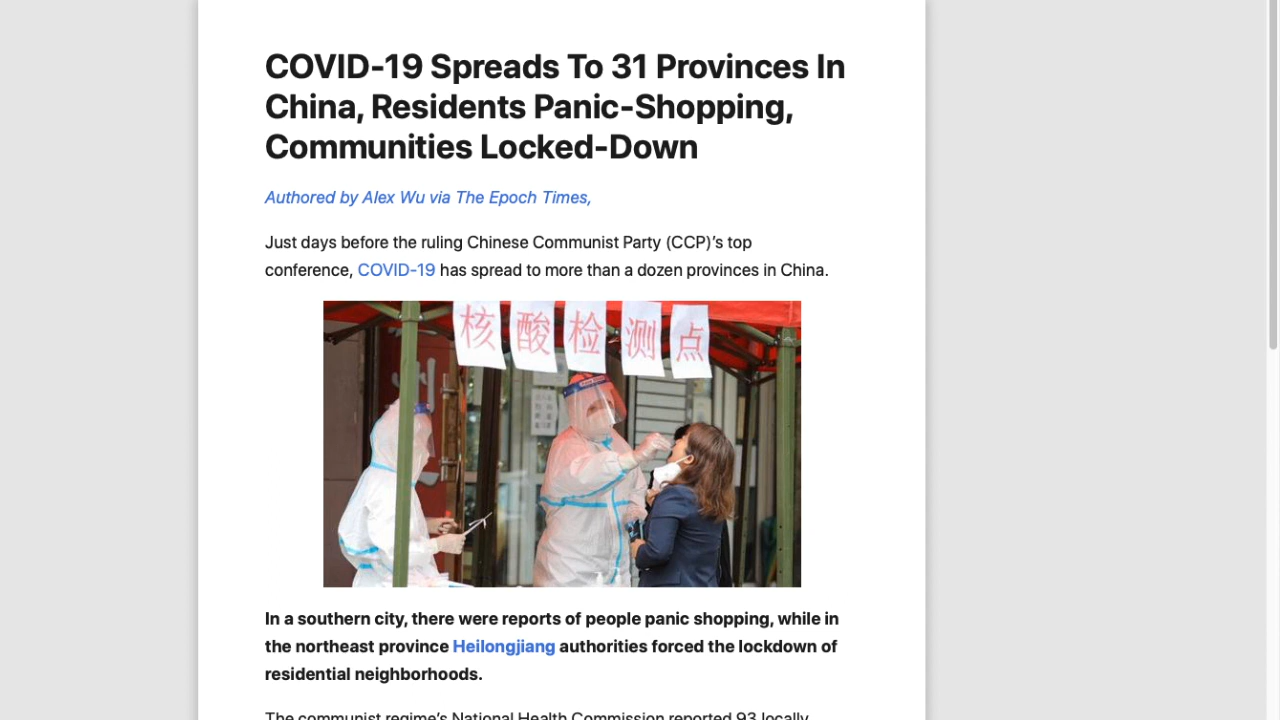 COVID-19 Spreads To 31 Provinces In
China, Residents Panic-Shopping,
Communities Locked-Down
Authored by Alex Wu via The Epoch Times,
Just days before the ruling Chinese Communist Party (CCP)’s top
conference, COVID-19 has spread to more than a dozen provinces in China.
核酸检测点
In a southern city, there were reports of people panic shopping, while in
the northeast province Heilongjiang authorities forced the lockdown of
residential neighborhoods.
The communist regime’s National Health Commission reported 93 locally